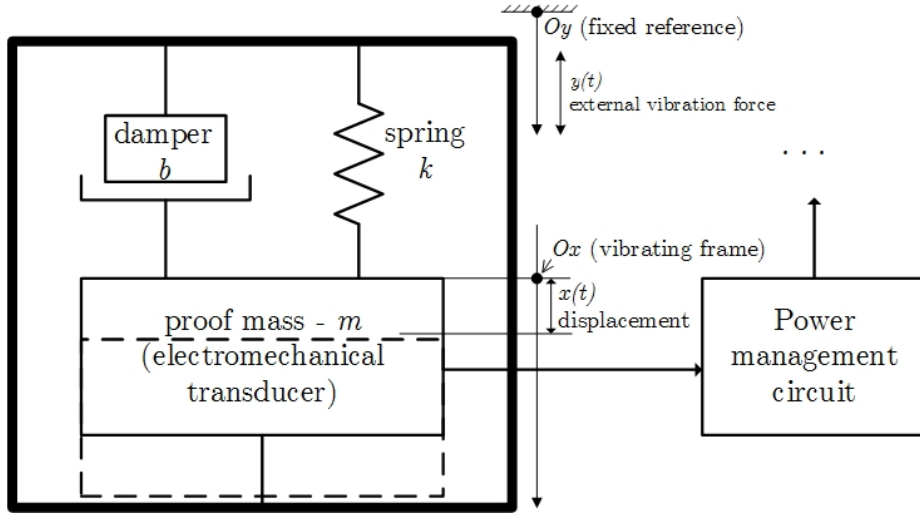 damper
b
spring
k
proof mass - m
(electromechanical
transducer)
Oy (fixed reference)
y(t)
external vibration force
Ox (vibrating frame)
x(t)
displacement
. . .
Power
management
circuit